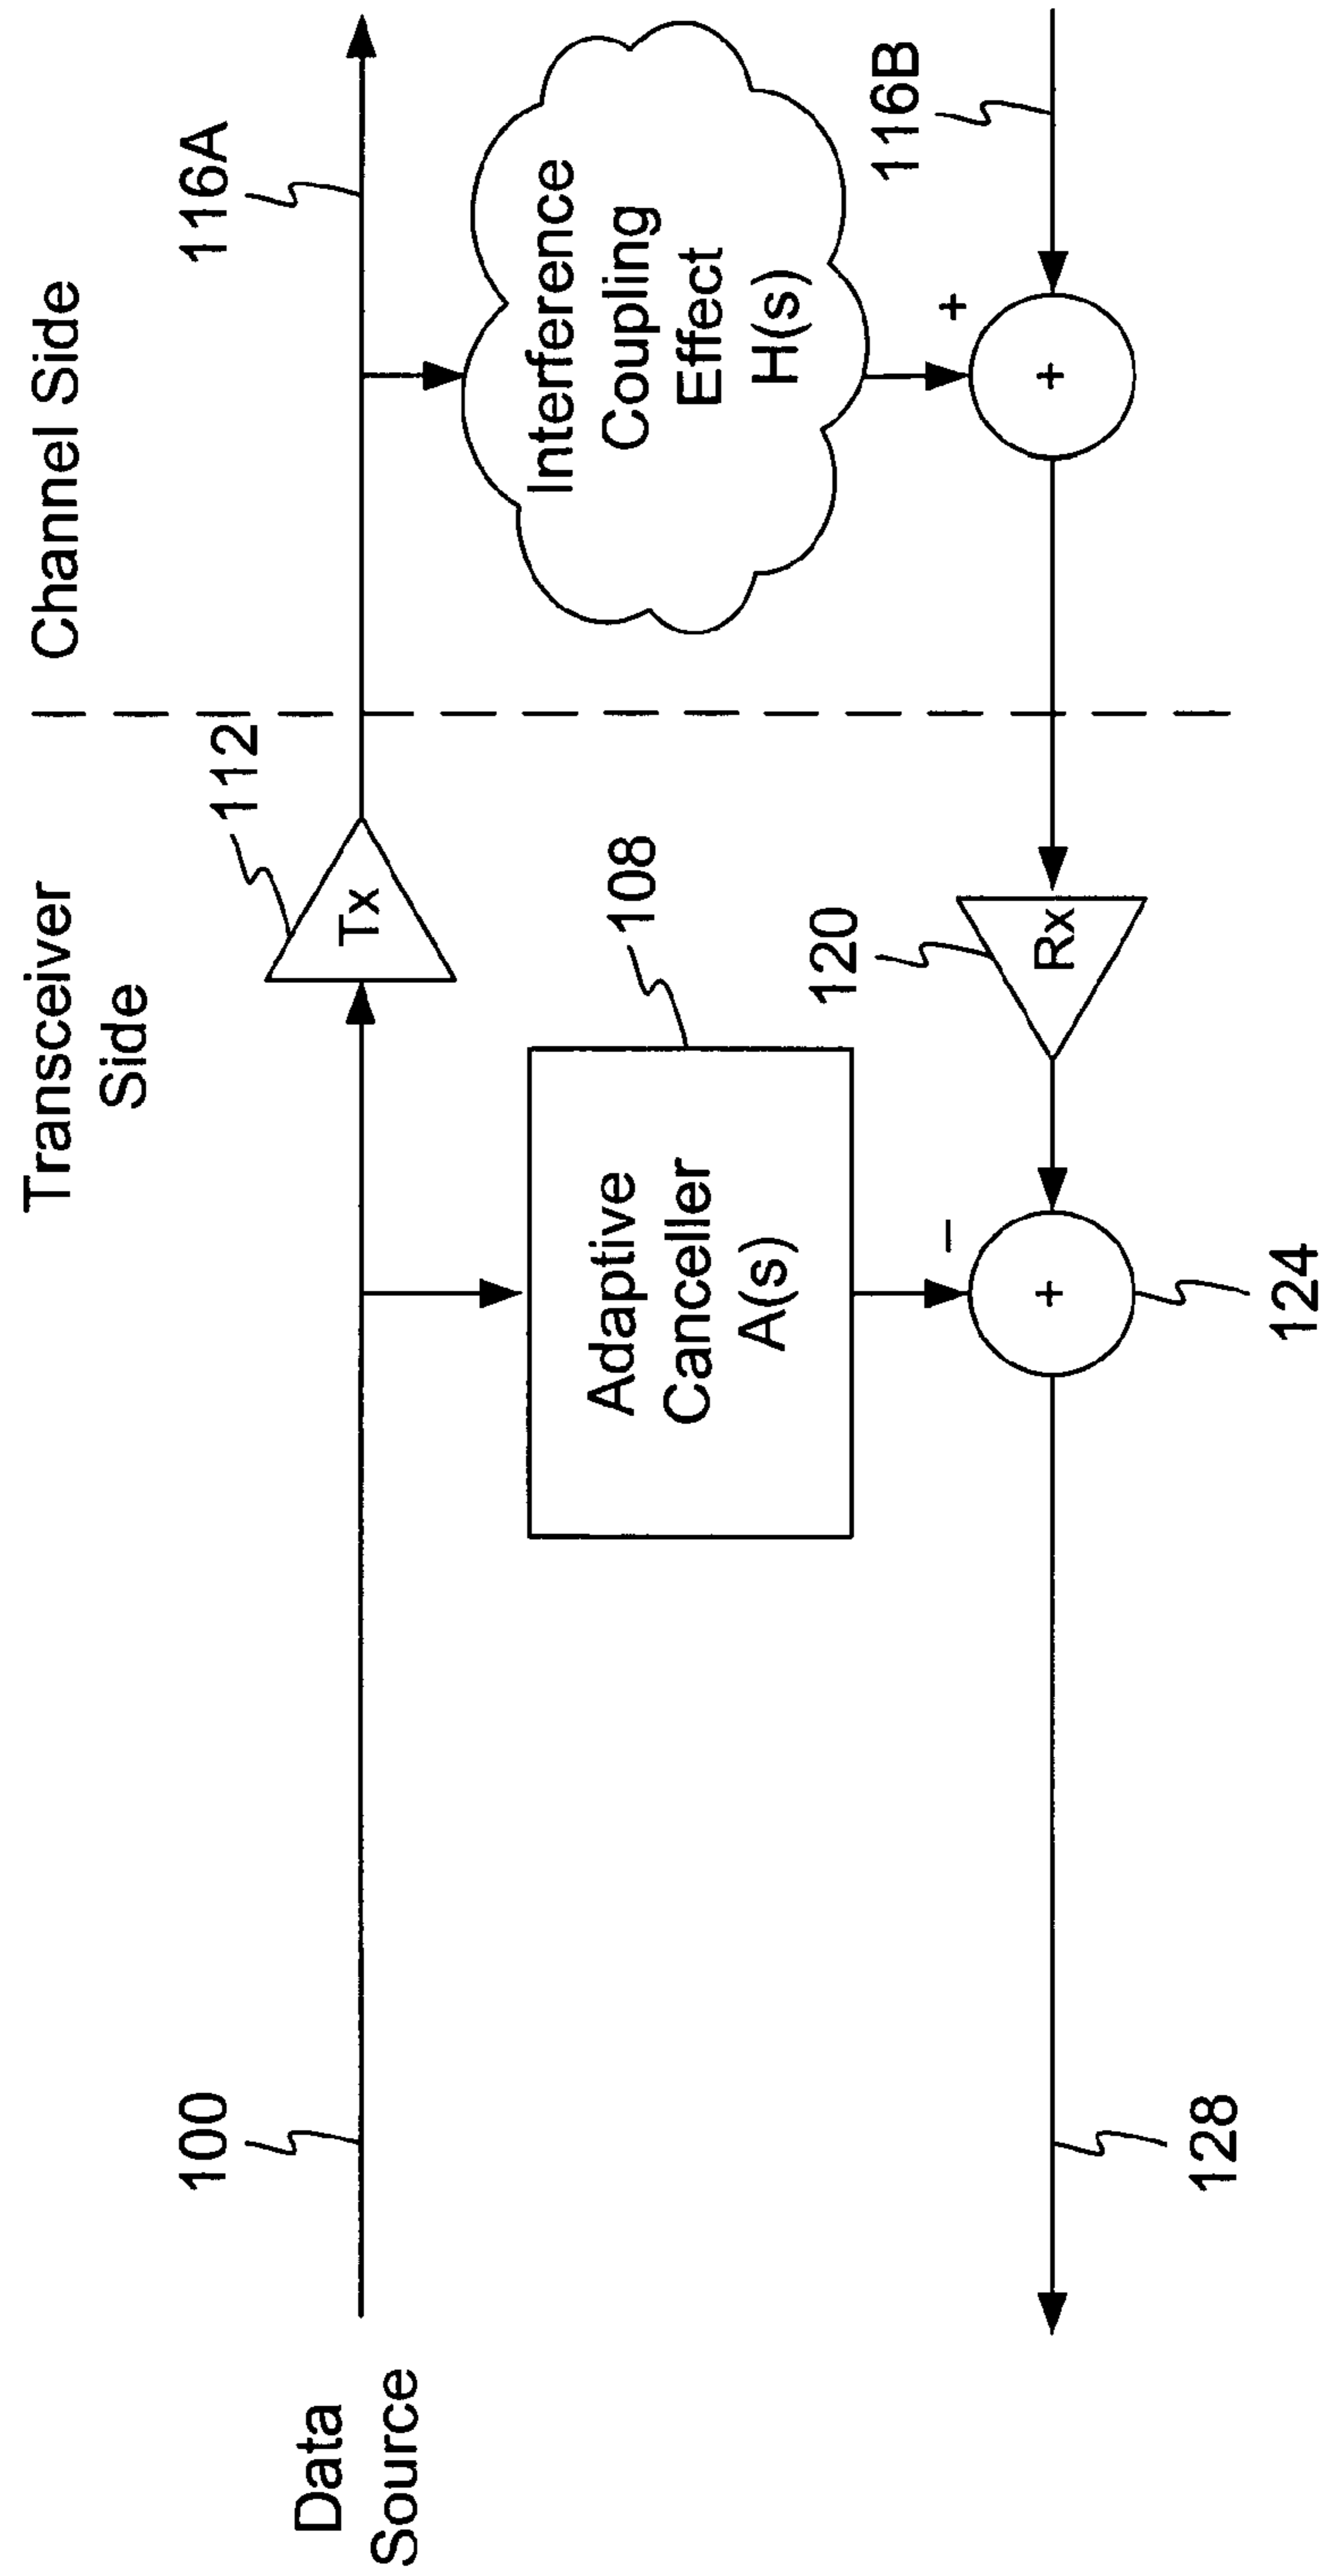 Transceiver
Side
Channel Side
100
112
116A
Tx
Data
Source
108
Adaptive
Canceller
A(s)
Interference
Coupling
Effect
H(s)
120
116B
–
+
+
Rx
+
128
124